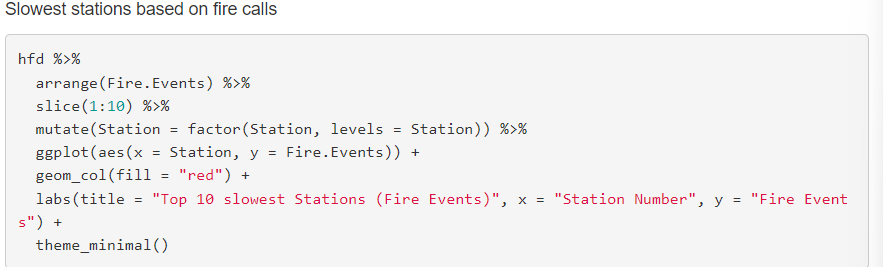 Slowest stations based on fire calls
hfd %>%
  arrange(Fire.Events) %>%
  slice(1:10) %>%
  mutate(Station = factor(Station, levels = Station)) %>%
  ggplot(aes(x = Station, y = Fire.Events)) +
  geom_col(fill = "red") +
  labs(title = "Top 10 slowest Stations (Fire Events)", x = "Station Number", y = "Fire Event
s") +
  theme_minimal()